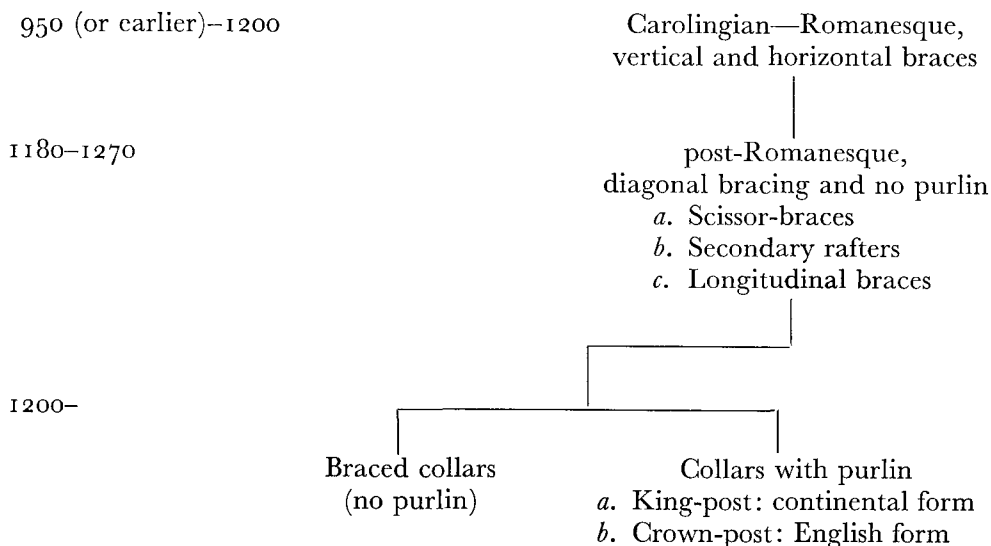 950 (or earlier)–1200
Carolingian—Romanesque,
vertical and horizontal braces
1180–1270
post-Romanesque,
diagonal bracing and no purlin
a. Scissor-braces
b. Secondary rafters
c. Longitudinal braces
1200–
Braced collars
(no purlin)
Collars with purlin
a. King-post: continental form
b. Crown-post: English form